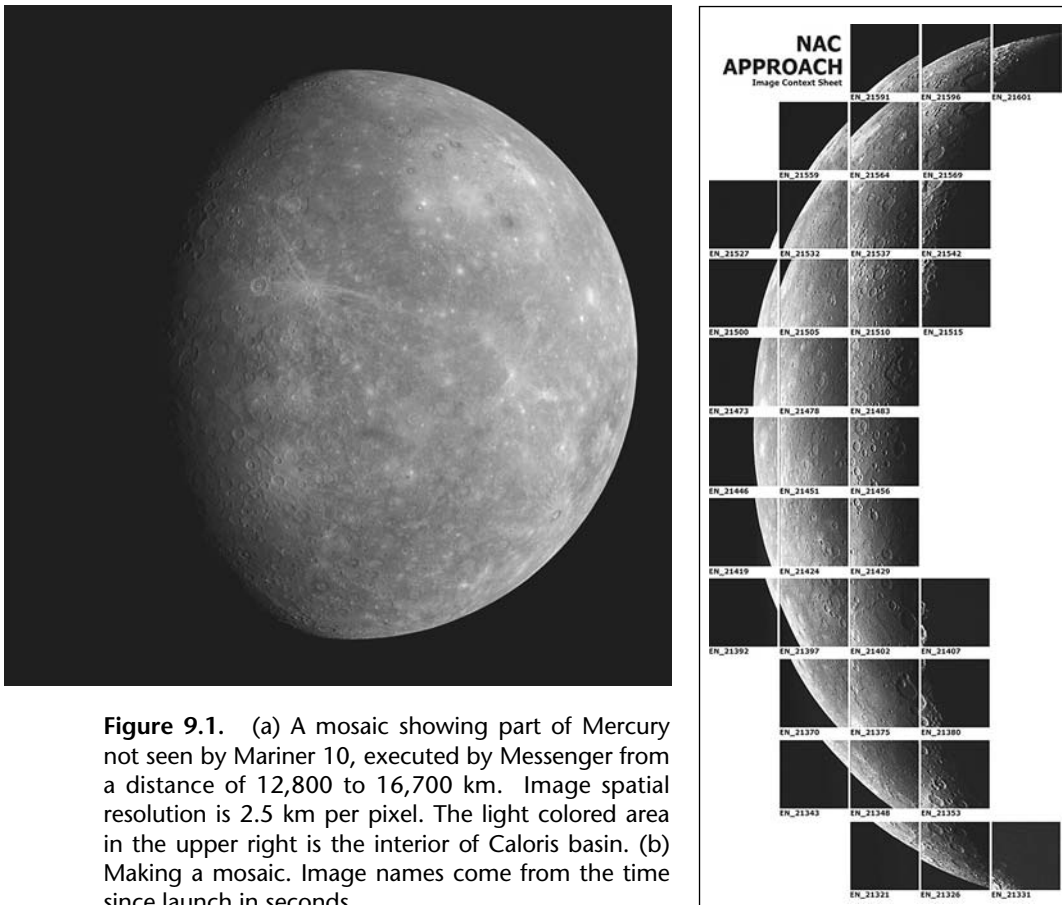 NAC
APPROACH
Image Context Sheet
EN_21591 EN_21596 EN_21601
EN_21559 EN_21564 EN_21569
EN_21527 EN_21532 EN_21537 EN_21542
EN_21500 EN_21505 EN_21510 EN_21515
EN_21473 EN_21478 EN_21483
EN_21446 EN_21451 EN_21456
EN_21419 EN_21424 EN_21429
EN_21392 EN_21397 EN_21402 EN_21407
EN_21370 EN_21375 EN_21380
EN_21343 EN_21348 EN_21353
EN_21321 EN_21326 EN_21331
Figure 9.1. (a) A mosaic showing part of Mercury
not seen by Mariner 10, executed by Messenger from
a distance of 12,800 to 16,700 km. Image spatial
resolution is 2.5 km per pixel. The light colored area
in the upper right is the interior of Caloris basin. (b)
Making a mosaic. Image names come from the time
since launch in seconds